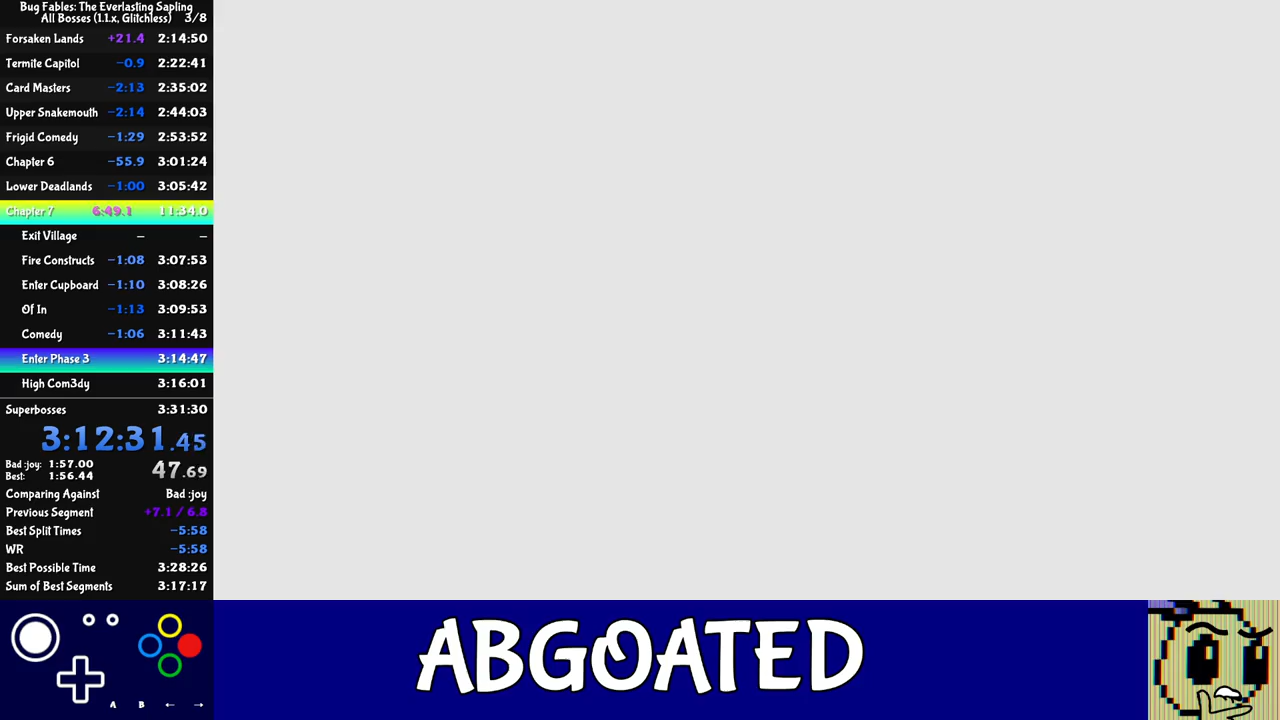 Bug Fables: The Everlasting Sapling
All Bosses (1.1.x, Glitchless) 3/8
Forsaken Lands +21.4 2:14:50
Termite Capitol −0.9 2:22:41
Card Masters −2:13 2:35:02
Upper Snakemouth −2:14 2:44:03
Frigid Comedy −1:29 2:53:52
Chapter 6 −55.9 3:01:24
Lower Deadlands −1:00 3:05:42
Chapter 7 6:49.1 11:34.0
Exit Village — —
Fire Constructs −1:08 3:07:53
Enter Cupboard −1:10 3:08:26
Of In −1:13 3:09:53
Comedy −1:06 3:11:43
Enter Phase 3 3:14:47
High Com3dy 3:16:01
Superbosses 3:31:30
3:12:31.45
Bad :joy: 1:57.00
Best: 1:56.44
47.69
Comparing Against Bad :joy
Previous Segment +7.1 / 6.8
Best Split Times −5:58
WR −5:58
Best Possible Time 3:28:26
Sum of Best Segments 3:17:17
A B ← →
ABGOATED